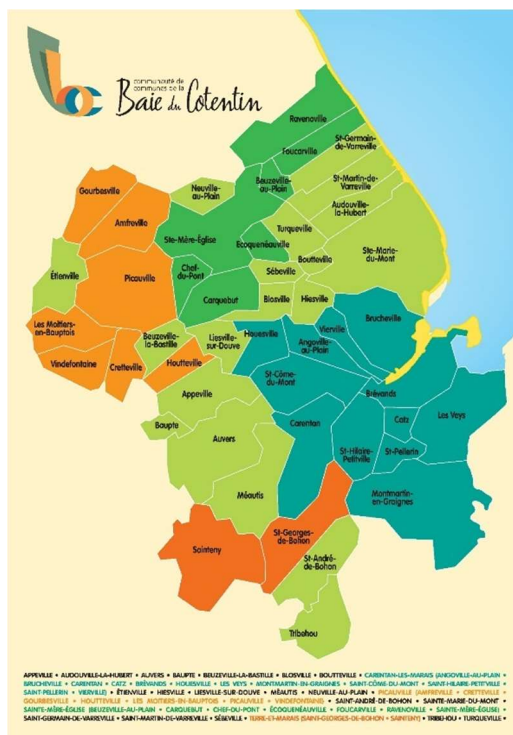 communauté de
communes de la
Baie du Cotentin
Ravenoville
Foucarville
St-Germain-
de-Varreville
Beuzeville-
au-Plain
St-Martin-de-
Varreville
Neuville-
au-Plain
Gourbesville
Audouville-
la-Hubert
Amfreville
Turqueville
Ste-Mère-Église
Ecoquenéauville
Ste-Marie-
du-Mont
Boutteville
Chef-
du-Pont
Sébeville
Étienville
Picauville
Carquebut
Blosville
Hiesville
Brucheville
Les Moitiers-
en-Bauptois
Houesville
Vierville
Beuzeville-
la-Bastille
Liesville-
sur-Douve
Angoville-
au-Plain
Vindefontaine
Cretteville
Houtteville
St-Côme-
du-Mont
Appeville
Brévands
Les Veys
Catz
Baupte
Carentan
Auvers
St-Hilaire-
Petitville
St-Pellerin
Méautis
Montmartin-
en-Graignes
St-Georges-
de-Bohon
Sainteny
St-André-
de-Bohon
Tribehou
APPEVILLE • AUDOUVILLE-LA-HUBERT • AUVERS • BAUPTE • BEUZEVILLE-LA-BASTILLE • BLOSVILLE • BOUTTEVILLE • CARENTAN-LES-MARAIS (ANGOVILLE-AU-PLAIN •
BRUCHEVILLE • CARENTAN • CATZ • BRÉVANDS • HOUESVILLE • LES VEYS • MONTMARTIN-EN-GRAIGNES • SAINT-CÔME-DU-MONT • SAINT-HILAIRE-PETITVILLE •
SAINT-PELLERIN • VIERVILLE) • ÉTIENVILLE • HIESVILLE • LIESVILLE-SUR-DOUVE • MÉAUTIS • NEUVILLE-AU-PLAIN • PICAUVILLE (AMFREVILLE • CRETTEVILLE •
GOURBESVILLE • HOUTTEVILLE • LES MOITIERS-EN-BAUPTOIS • PICAUVILLE • VINDEFONTAINE) • SAINT-ANDRÉ-DE-BOHON • SAINTE-MARIE-DU-MONT •
SAINTE-MÈRE-ÉGLISE (BEUZEVILLE-AU-PLAIN • CARQUEBUT • CHEF-DU-PONT • ÉCOQUENÉAUVILLE • FOUCARVILLE • RAVENOVILLE • SAINTE-MÈRE-ÉGLISE) •
SAINT-GERMAIN-DE-VARREVILLE • SAINT-MARTIN-DE-VARREVILLE • SÉBEVILLE • TERRE-ET-MARAIS (SAINT-GEORGES-DE-BOHON • SAINTENY) • TRIBEHOU • TURQUEVILLE